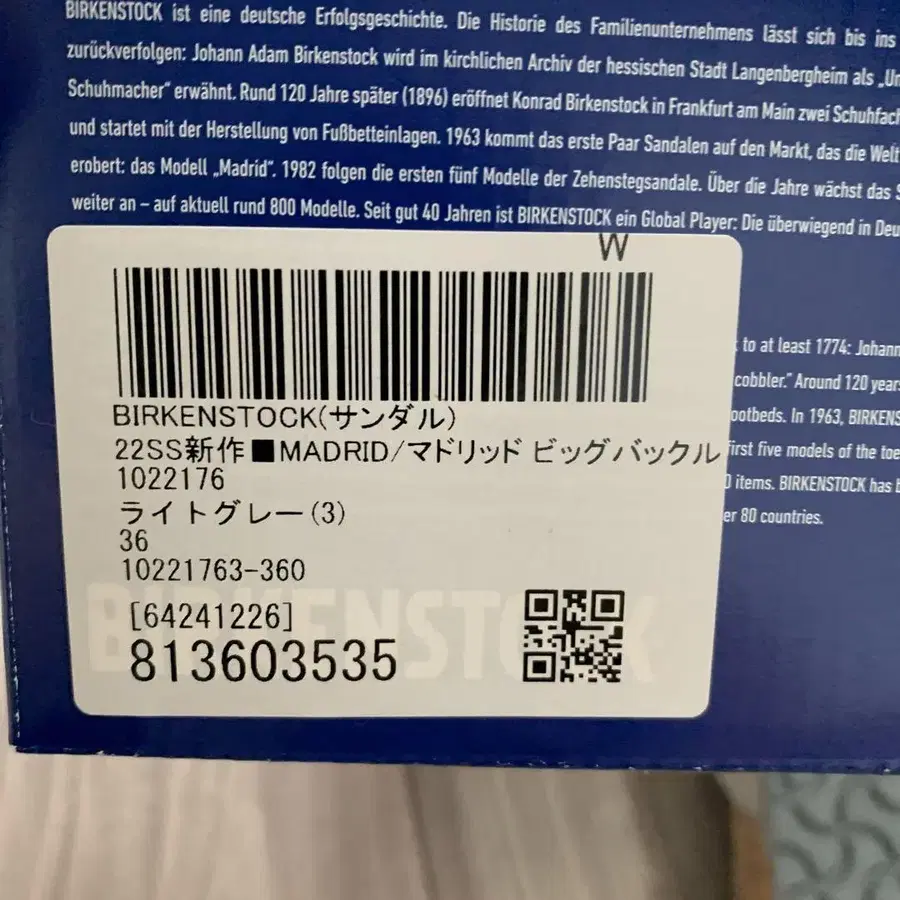 BIRKENSTOCK ist eine deutsche Erfolgsgeschichte. Die Historie des Familienunternehmens lässt sich bis ins
zurückverfolgen: Johann Adam Birkenstock wird im kirchlichen Archiv der hessischen Stadt Langenbergheim als „
Schuhmacher“ erwähnt. Rund 120 Jahre später (1896) eröffnet Konrad Birkenstock in Frankfurt am Main zwei
und startet mit der Herstellung von Fußbetteinlagen. 1963 kommt das erste Paar Sandalen auf den Markt, das die Welt
erobert: das Modell „Madrid“. 1982 folgen die ersten fünf Modelle der Zehenstegsandale. Über die Jahre wächst das
weiter an – auf aktuell rund 800 Modelle. Seit gut 40 Jahren ist BIRKENSTOCK ein Global Player: Die überwiegend in
W
BIRKENSTOCK(サンダル)
22SS新作■MADRID/マドリッド ビッグバックル
1022176
ライトグレー(3)
36
10221763-360
[64241226]
813603535
BIRKENSTOCK
to at least 1774: Johann
cobbler.” Around 120 years
ootbeds. In 1963, BIRKENS
first five models of the toe
items. BIRKENSTOCK has
er 80 countries.